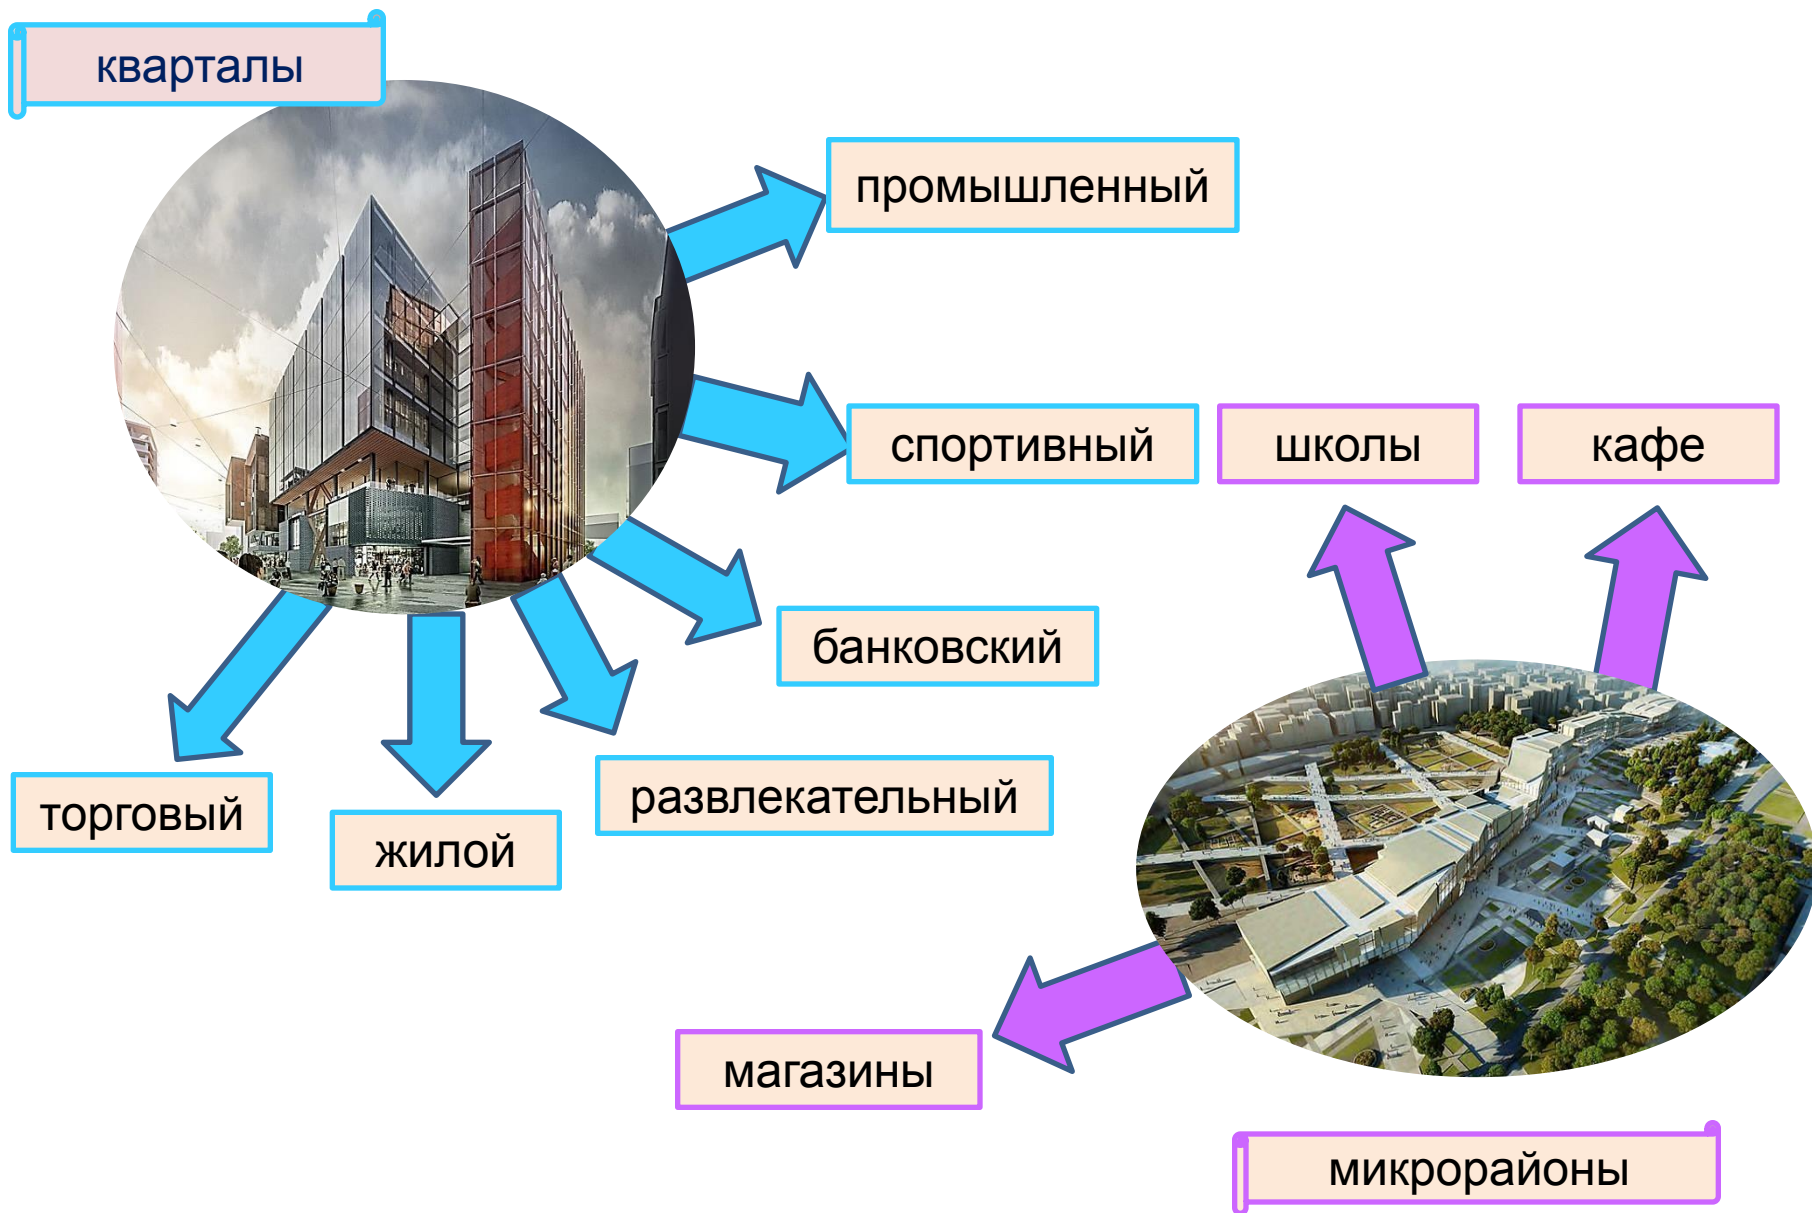 кварталы
промышленный
спортивный
школы
кафе
банковский
развлекательный
торговый
жилой
магазины
микрорайоны